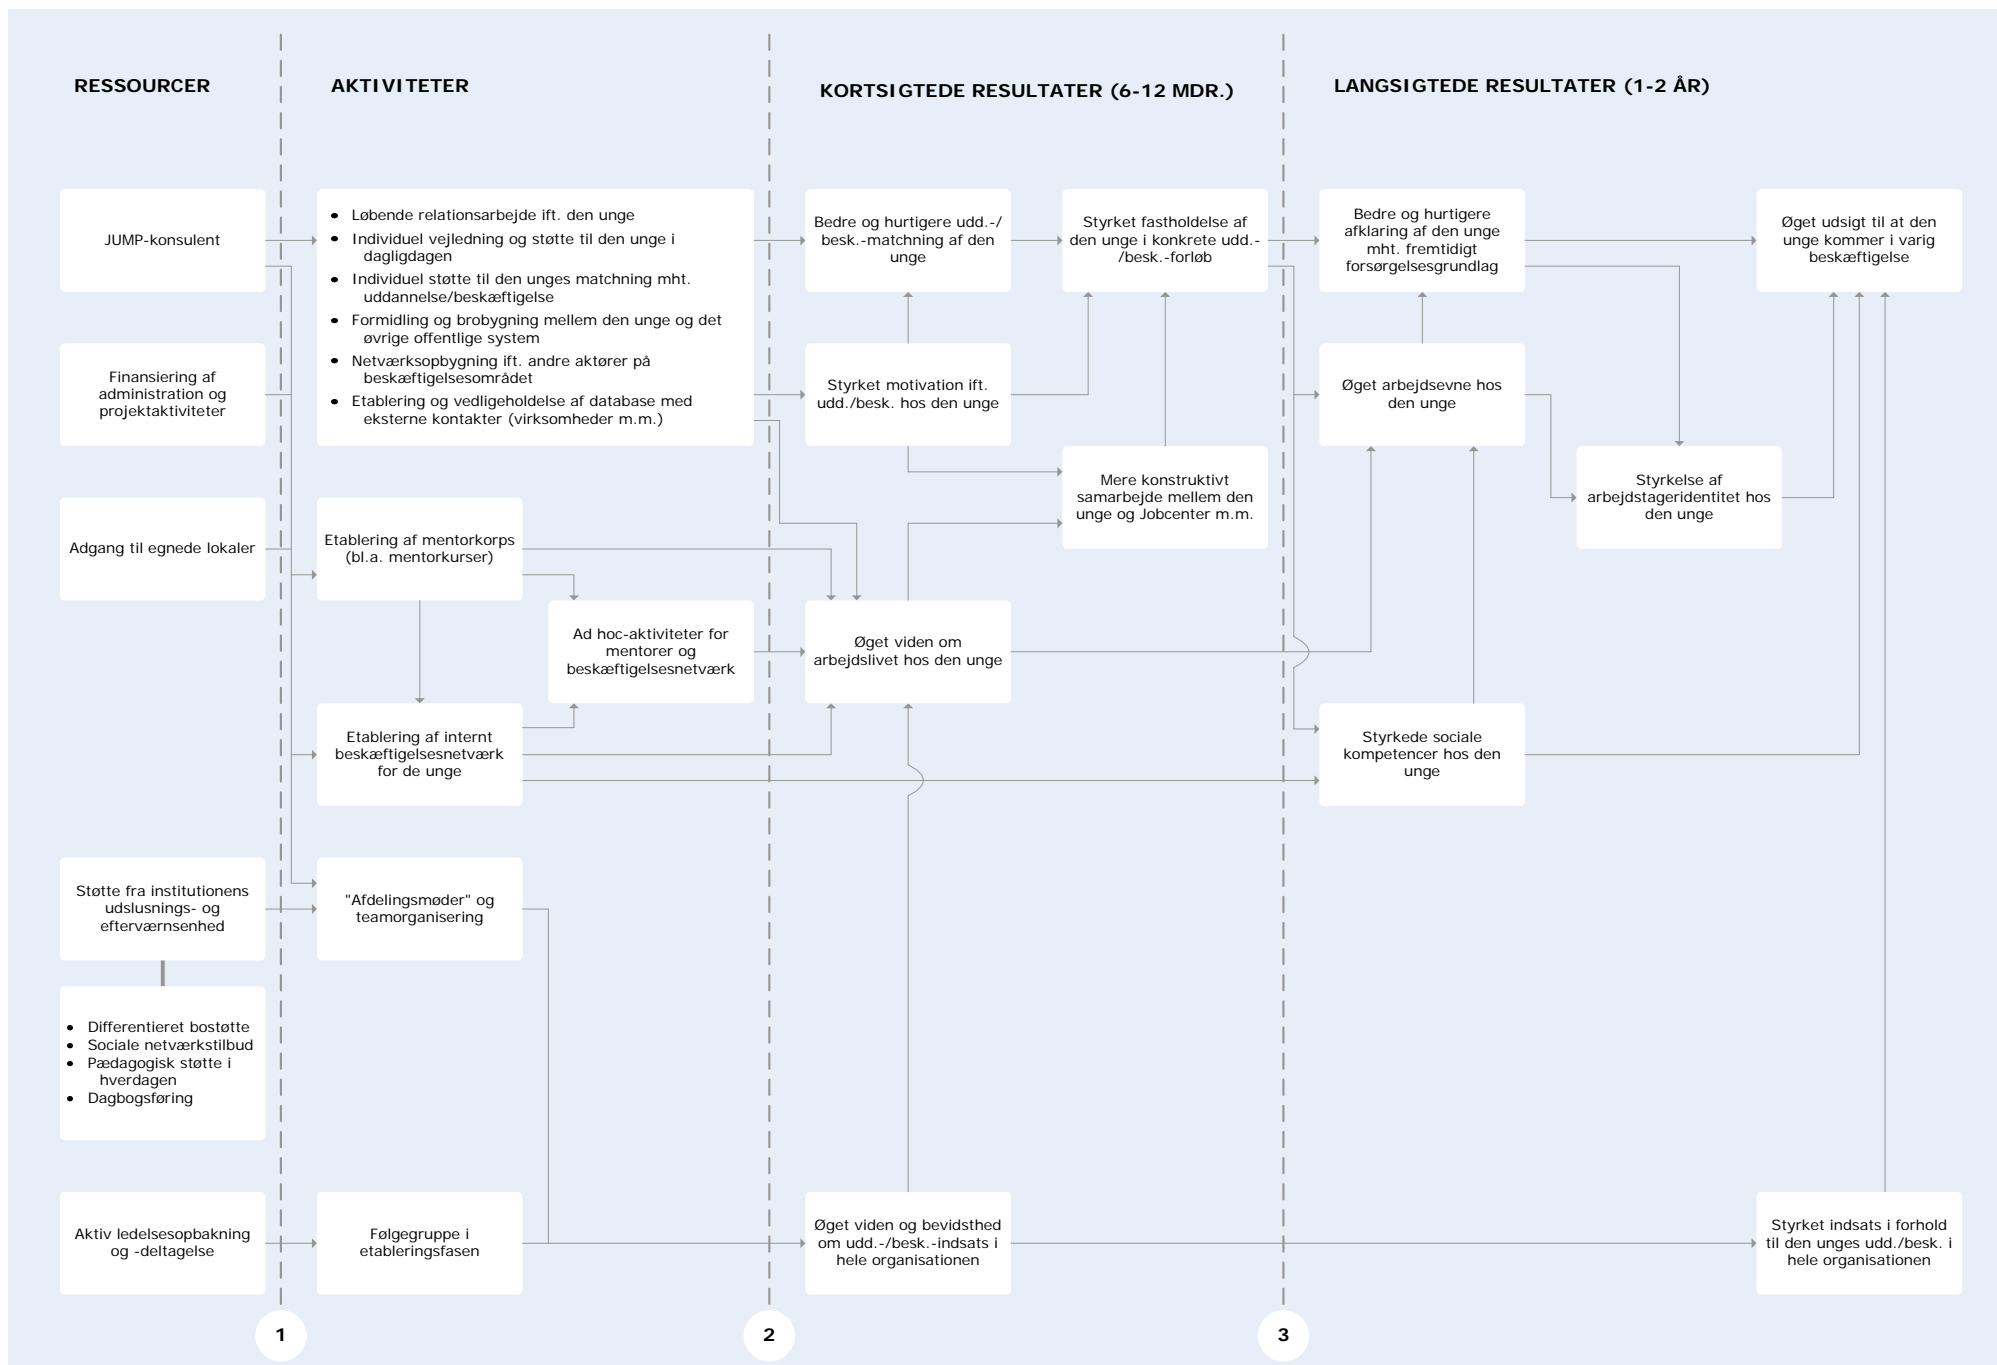 RESSOURCER
AKTIVITETER
KORTSIGTEDE RESULTATER (6-12 MDR.)
LANGSIGTEDE RESULTATER (1-2 ÅR)
JUMP-konsulent
Finansiering af
administration og
projektaktiviteter
Adgang til egnede lokaler
Støtte fra institutionens
udslusnings- og
efterværnsenhed
• Differentieret bostøtte
• Sociale netværkstilbud
• Pædagogisk støtte i
hverdagen
• Dagbogsføring
Aktiv ledelsesopbakning
og -deltagelse
• Løbende relationsarbejde ift. den unge
• Individuel vejledning og støtte til den unge i
dagligdagen
• Individuel støtte til den unges matchning mht.
uddannelse/beskæftigelse
• Formidling og brobygning mellem den unge og det
øvrige offentlige system
• Netværksopbygning ift. andre aktører på
beskæftigelsesområdet
• Etablering og vedligeholdelse af database med
eksterne kontakter (virksomheder m.m.)
Etablering af mentorkorps
(bl.a. mentorkurser)
Ad hoc-aktiviteter for
mentorer og
beskæftigelsesnetværk
Etablering af internt
beskæftigelsesnetværk
for de unge
"Afdelingsmøder" og
teamorganisering
Følgegruppe i
etableringsfasen
Bedre og hurtigere udd.-/
besk.-matchning af den
unge
Styrket fastholdelse af
den unge i konkrete udd.-
/besk.-forløb
Styrket motivation ift.
udd./besk. hos den unge
Mere konstruktivt
samarbejde mellem den
unge og Jobcenter m.m.
Øget viden om
arbejdslivet hos den unge
Øget viden og bevidsthed
om udd.-/besk.-indsats i
hele organisationen
Bedre og hurtigere
afklaring af den unge
mht. fremtidigt
forsørgelsesgrundlag
Øget udsigt til at den
unge kommer i varig
beskæftigelse
Øget arbejdsevne hos
den unge
Styrkelse af
arbejdstageridentitet hos
den unge
Styrkede sociale
kompetencer hos den
unge
Styrket indsats i forhold
til den unges udd./besk. i
hele organisationen
1
2
3